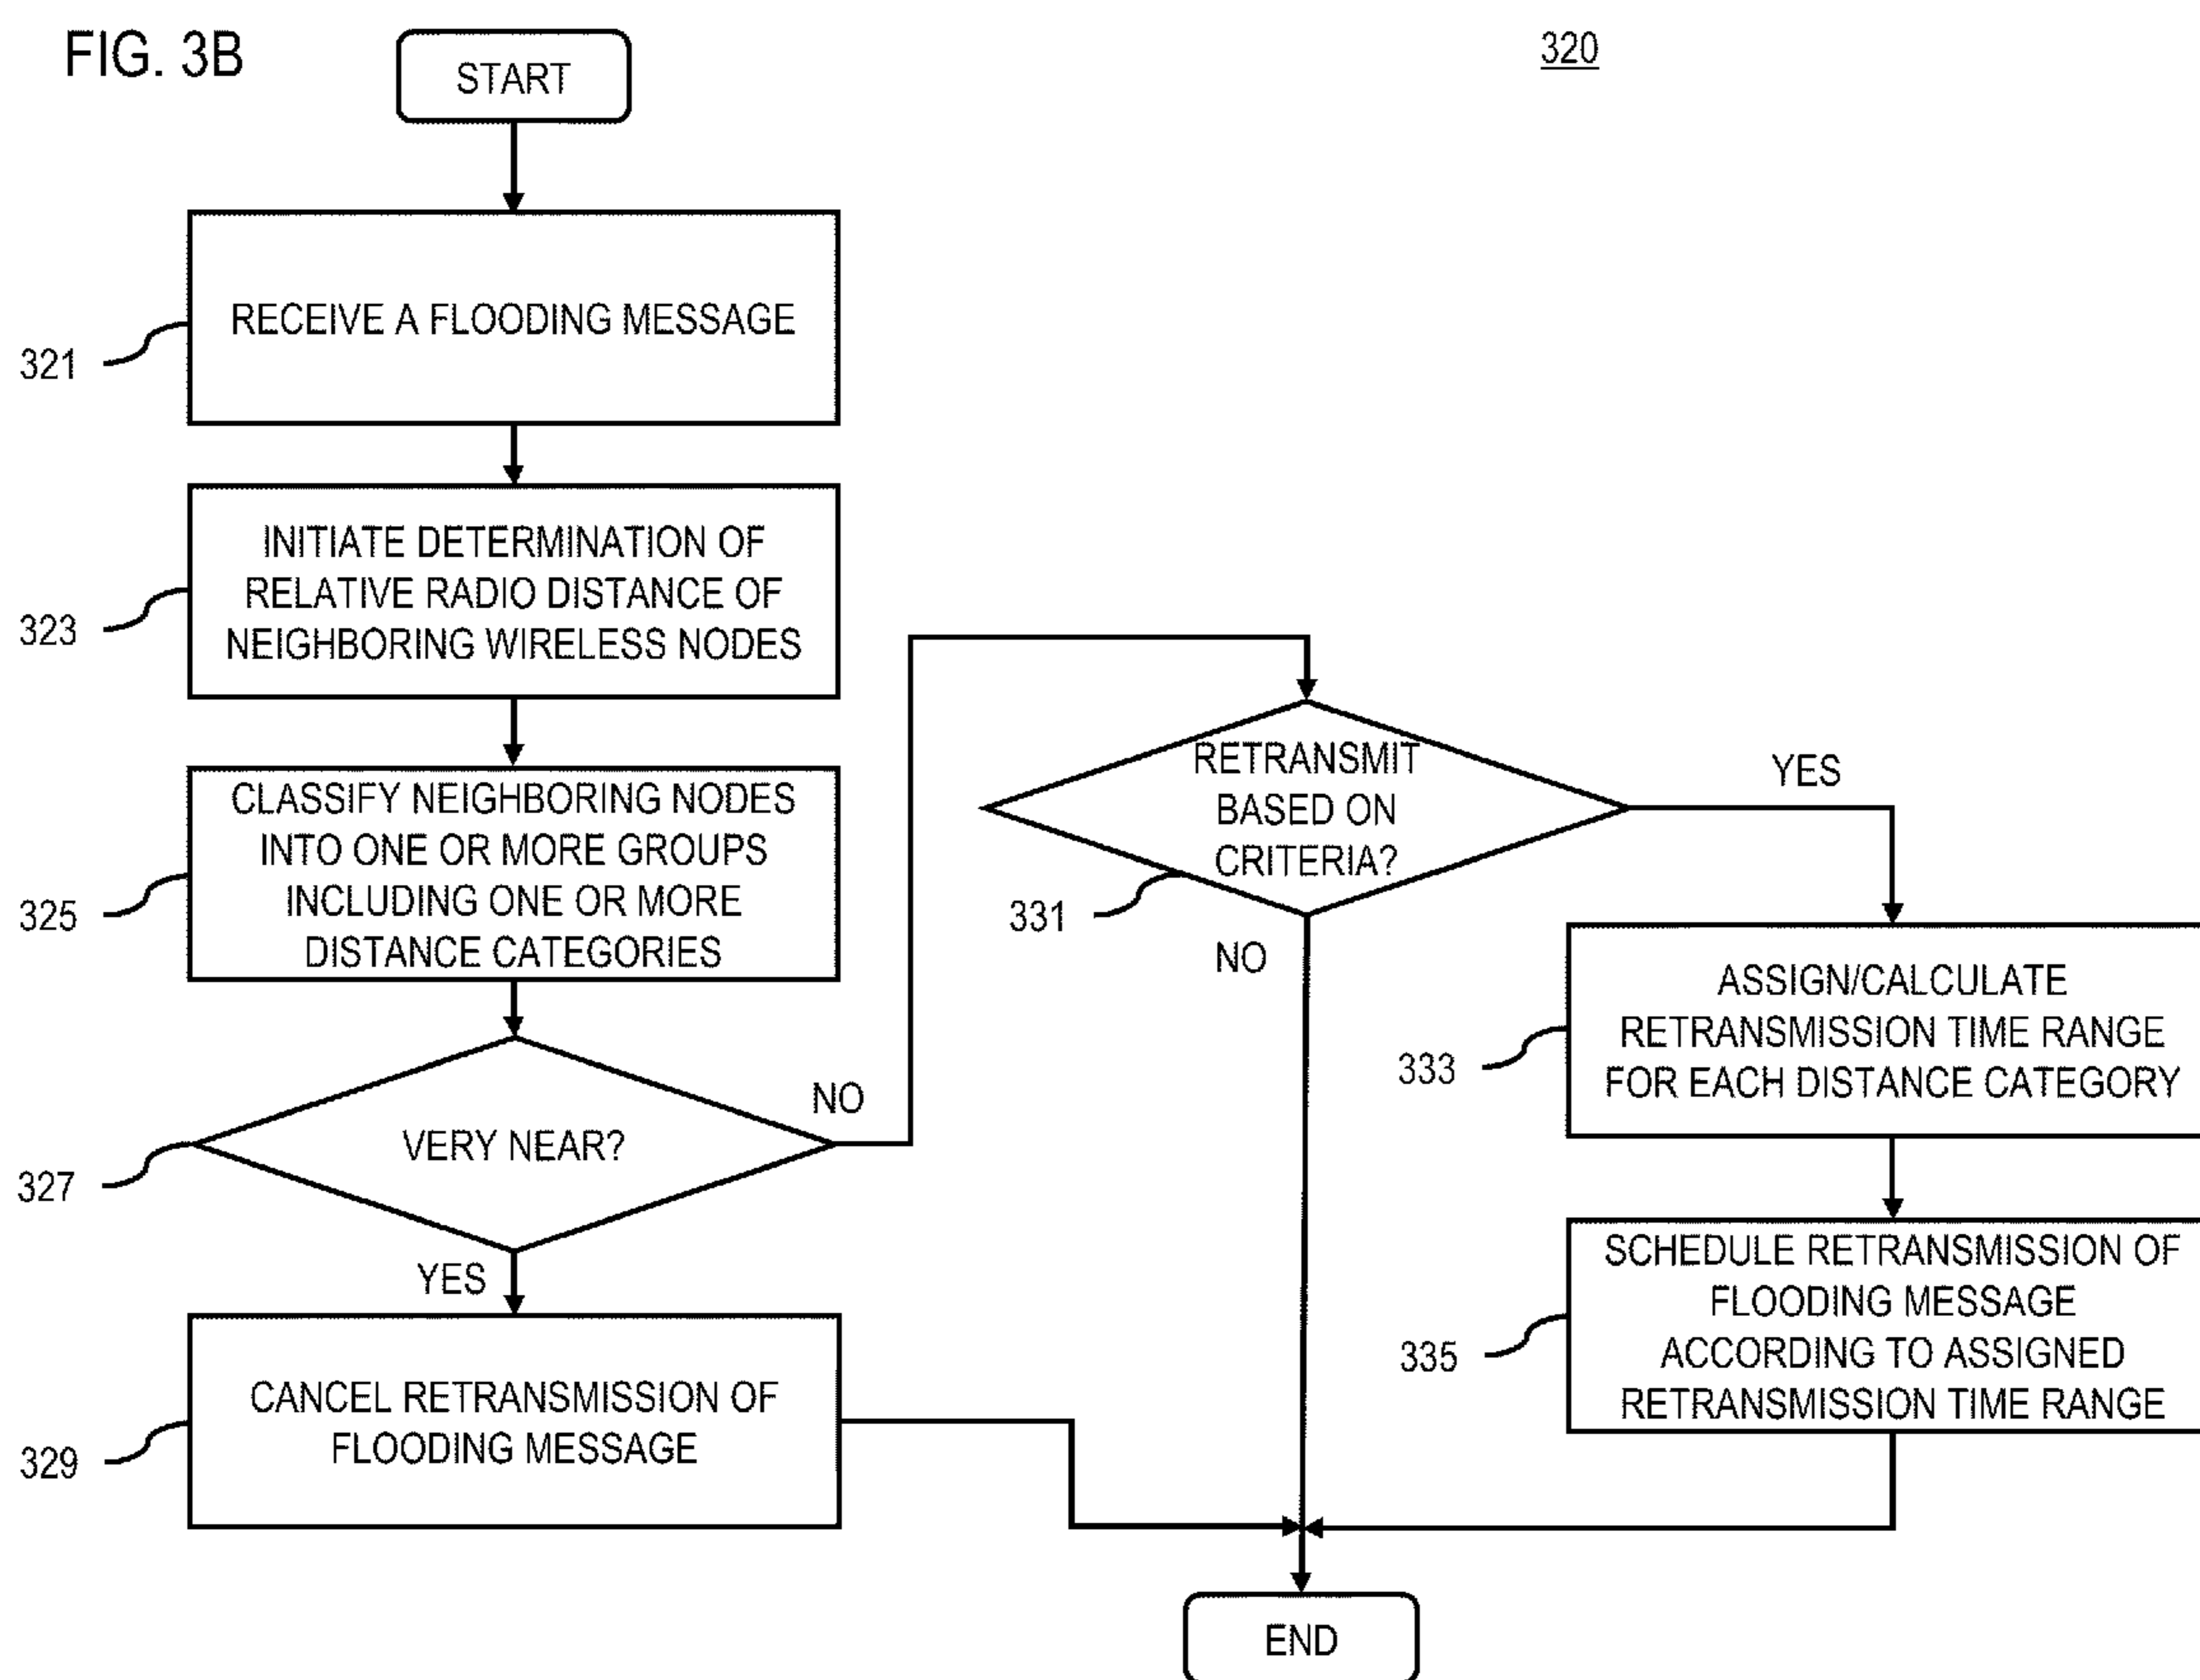 FIG. 3B
320
START
RECEIVE A FLOODING MESSAGE
321
INITIATE DETERMINATION OF
RELATIVE RADIO DISTANCE OF
NEIGHBORING WIRELESS NODES
323
CLASSIFY NEIGHBORING NODES
INTO ONE OR MORE GROUPS
INCLUDING ONE OR MORE
DISTANCE CATEGORIES
325
VERY NEAR?
327
NO
YES
CANCEL RETRANSMISSION OF
FLOODING MESSAGE
329
RETRANSMIT
BASED ON
CRITERIA?
331
YES
NO
ASSIGN/CALCULATE
RETRANSMISSION TIME RANGE
FOR EACH DISTANCE CATEGORY
333
SCHEDULE RETRANSMISSION OF
FLOODING MESSAGE
ACCORDING TO ASSIGNED
RETRANSMISSION TIME RANGE
335
END